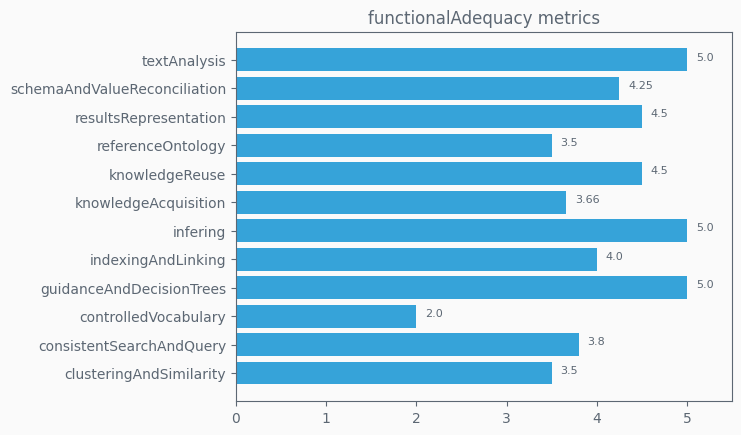 functionalAdequacy metrics
textAnalysis 5.0
schemaAndValueReconciliation 4.25
resultsRepresentation 4.5
referenceOntology 3.5
knowledgeReuse 4.5
knowledgeAcquisition 3.66
infering 5.0
indexingAndLinking 4.0
guidanceAndDecisionTrees 5.0
controlledVocabulary 2.0
consistentSearchAndQuery 3.8
clusteringAndSimilarity 3.5
0 1 2 3 4 5